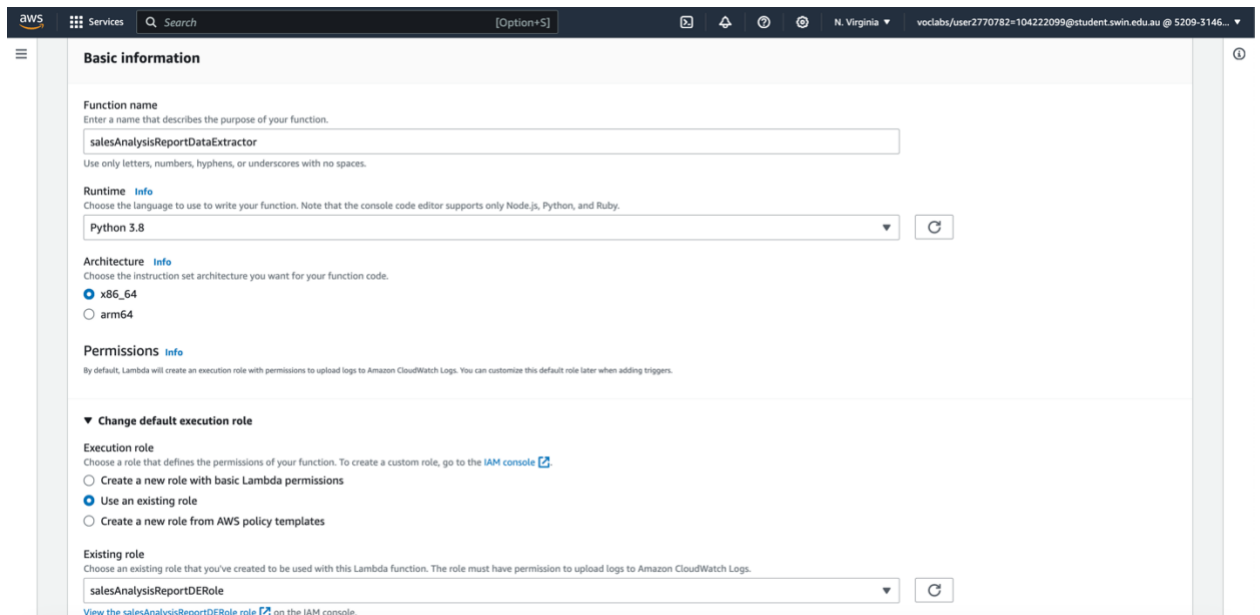 aws Services Search [Option+S] N. Virginia voclabs/user2770782=104222099@student.swin.edu.au @ 5209-3146...
Basic information
Function name
Enter a name that describes the purpose of your function.
salesAnalysisReportDataExtractor
Use only letters, numbers, hyphens, or underscores with no spaces.
Runtime Info
Choose the language to use to write your function. Note that the console code editor supports only Node.js, Python, and Ruby.
Python 3.8
Architecture Info
Choose the instruction set architecture you want for your function code.
x86_64
arm64
Permissions Info
By default, Lambda will create an execution role with permissions to upload logs to Amazon CloudWatch Logs. You can customize this default role later when adding triggers.
Change default execution role
Execution role
Choose a role that defines the permissions of your function. To create a custom role, go to the IAM console.
Create a new role with basic Lambda permissions
Use an existing role
Create a new role from AWS policy templates
Existing role
Choose an existing role that you've created to be used with this Lambda function. The role must have permission to upload logs to Amazon CloudWatch Logs.
salesAnalysisReportDERole
View the salesAnalysisReportDERole role on the IAM console.